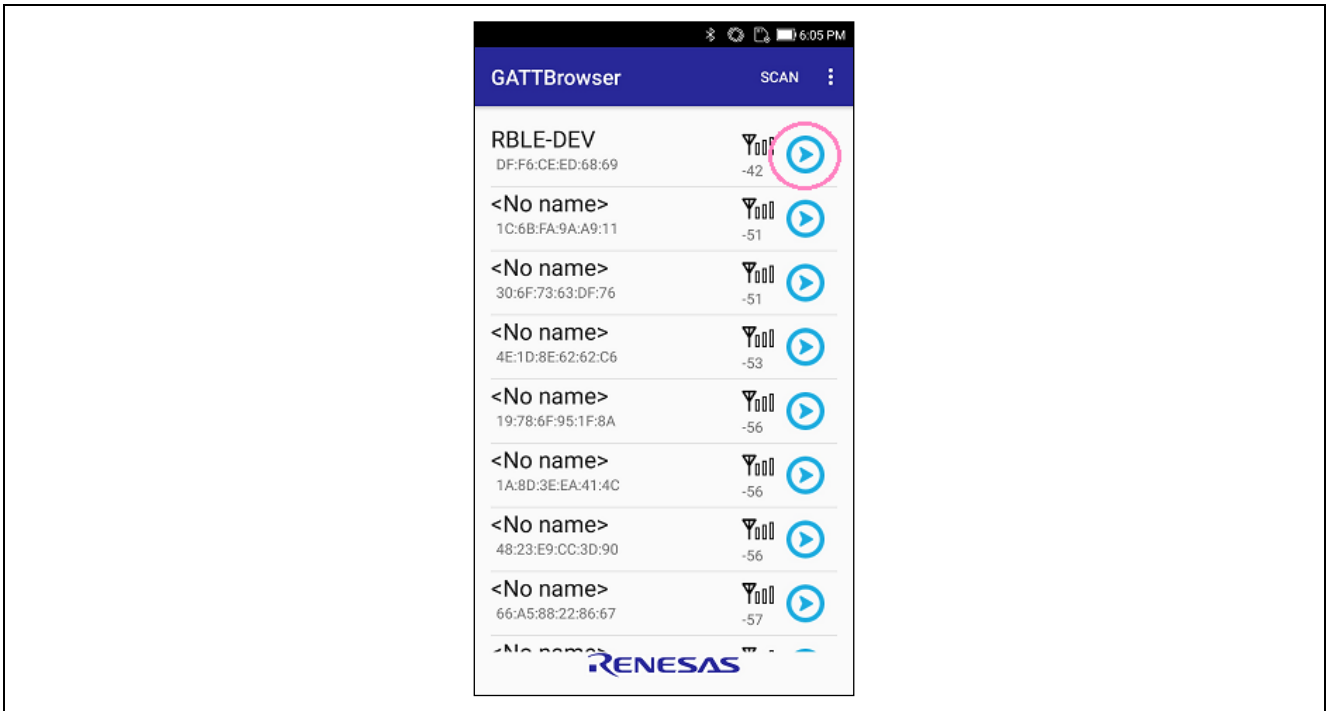 6:05 PM
GATTBrowser SCAN
RBLE-DEV
DF:F6:CE:ED:68:69 -42
<No name>
1C:6B:FA:9A:A9:11 -51
<No name>
30:6F:73:63:DF:76 -51
<No name>
4E:1D:8E:62:62:C6 -53
<No name>
19:78:6F:95:1F:8A -56
<No name>
1A:8D:3E:EA:41:4C -56
<No name>
48:23:E9:CC:3D:90 -56
<No name>
66:A5:88:22:86:67 -57
<No name>
RENESAS